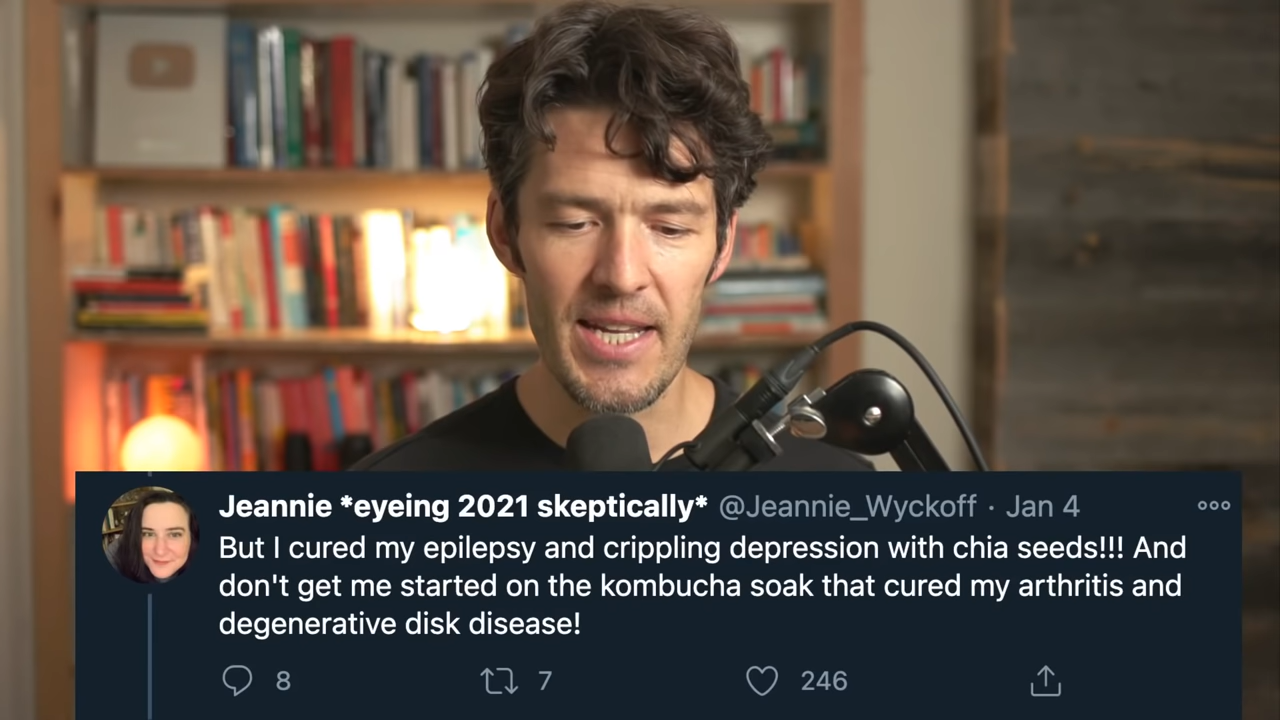 Jeannie *eyeing 2021 skeptically* @Jeannie_Wyckoff · Jan 4
But I cured my epilepsy and crippling depression with chia seeds!!! And
don't get me started on the kombucha soak that cured my arthritis and
degenerative disk disease!
8 7 246